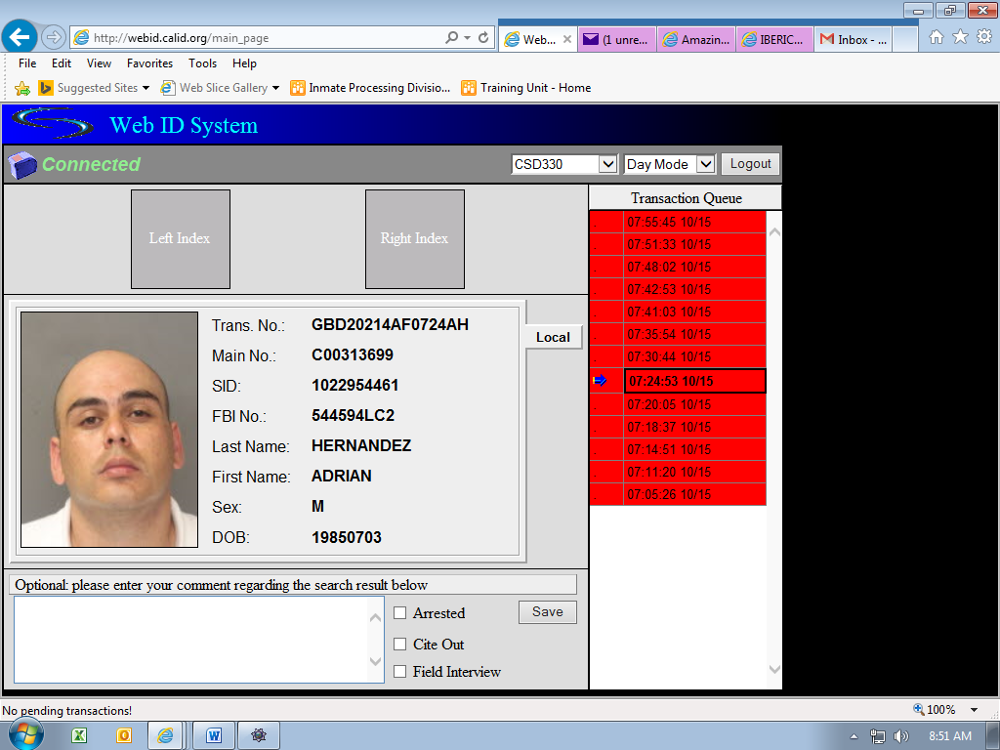 http://webid.calid.org/main_page
Web...
(1 unre...
Amazin...
IBERIC...
Inbox - ...
File Edit View Favorites Tools Help
Suggested Sites
Web Slice Gallery
Inmate Processing Divisio...
Training Unit - Home
Web ID System
Connected
CSD330
Day Mode
Logout
Left Index
Right Index
Transaction Queue
07:55:45 10/15
07:51:33 10/15
07:48:02 10/15
07:42:53 10/15
07:41:03 10/15
07:35:54 10/15
07:30:44 10/15
07:24:53 10/15
07:20:05 10/15
07:18:37 10/15
07:14:51 10/15
07:11:20 10/15
07:05:26 10/15
Local
Trans. No.: GBD20214AF0724AH
Main No.: C00313699
SID: 1022954461
FBI No.: 544594LC2
Last Name: HERNANDEZ
First Name: ADRIAN
Sex: M
DOB: 19850703
Optional: please enter your comment regarding the search result below
Arrested
Save
Cite Out
Field Interview
No pending transactions!
100%
8:51 AM